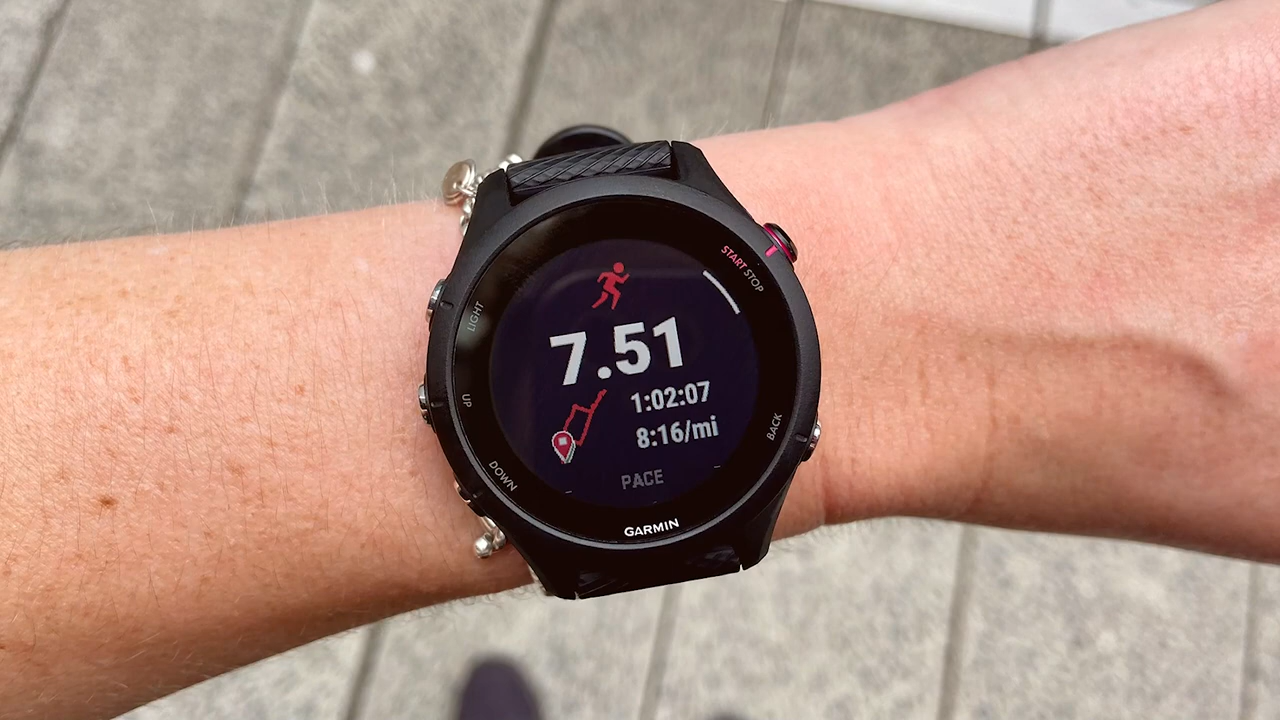 START STOP
LIGHT
7.51
UP
1:02:07
8:16/mi
BACK
DOWN
PACE
GARMIN